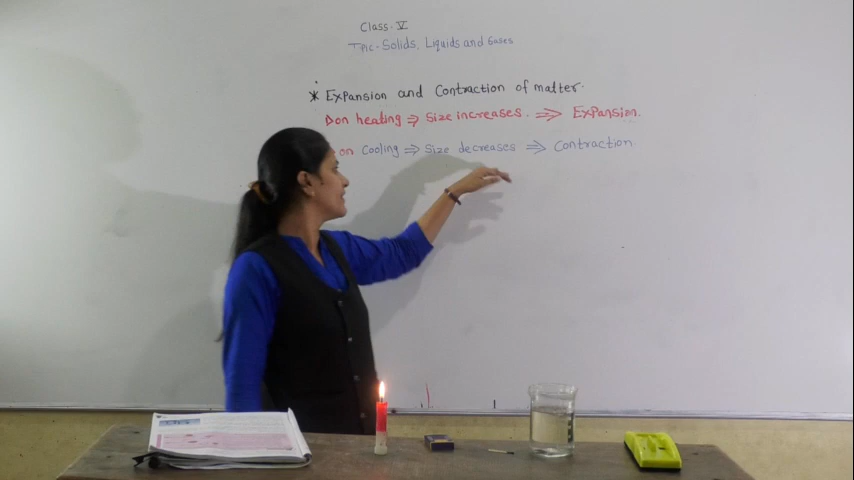 Class-V
Tpic-Solids, Liquids and Gases
* Expansion and Contraction of matter.
on heating ⇒ Size increases. ⇒ Expansion.
on Cooling ⇒ Size decreases ⇒ Contraction